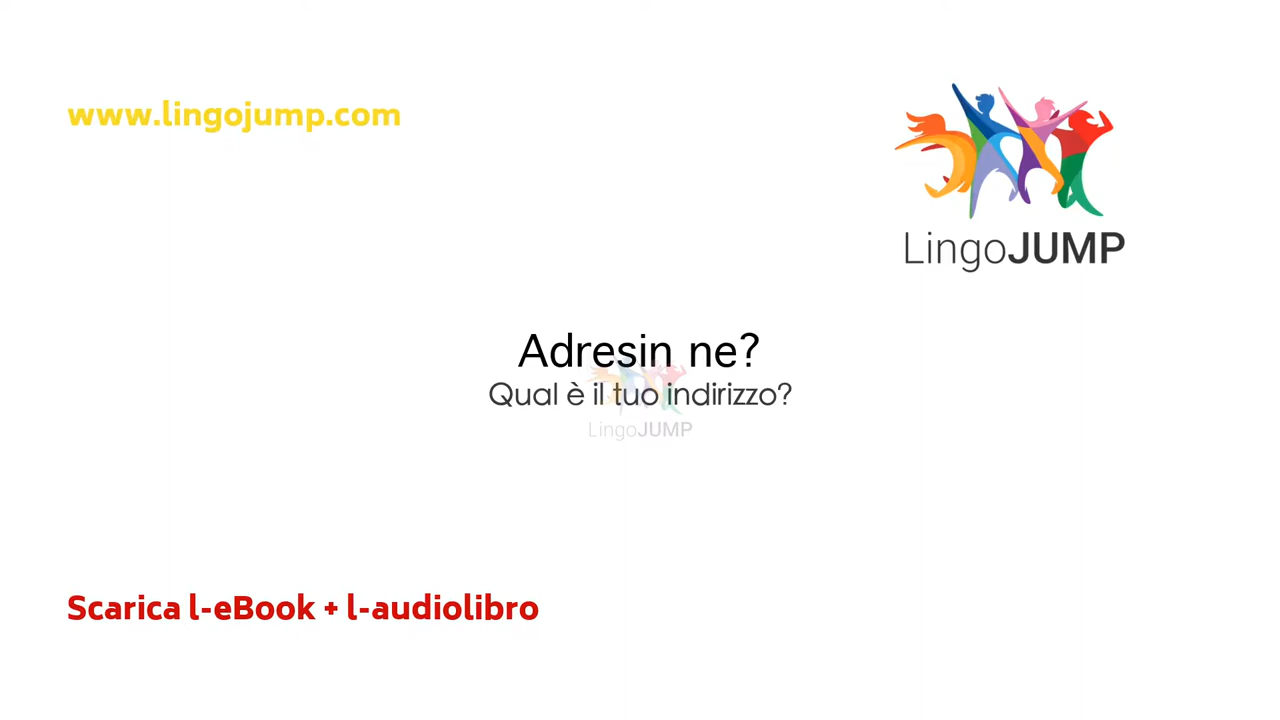 www.lingojump.com
LingoJUMP
Adresin ne?
Qual è il tuo indirizzo?
LingoJUMP
Scarica l-eBook + l-audiolibro